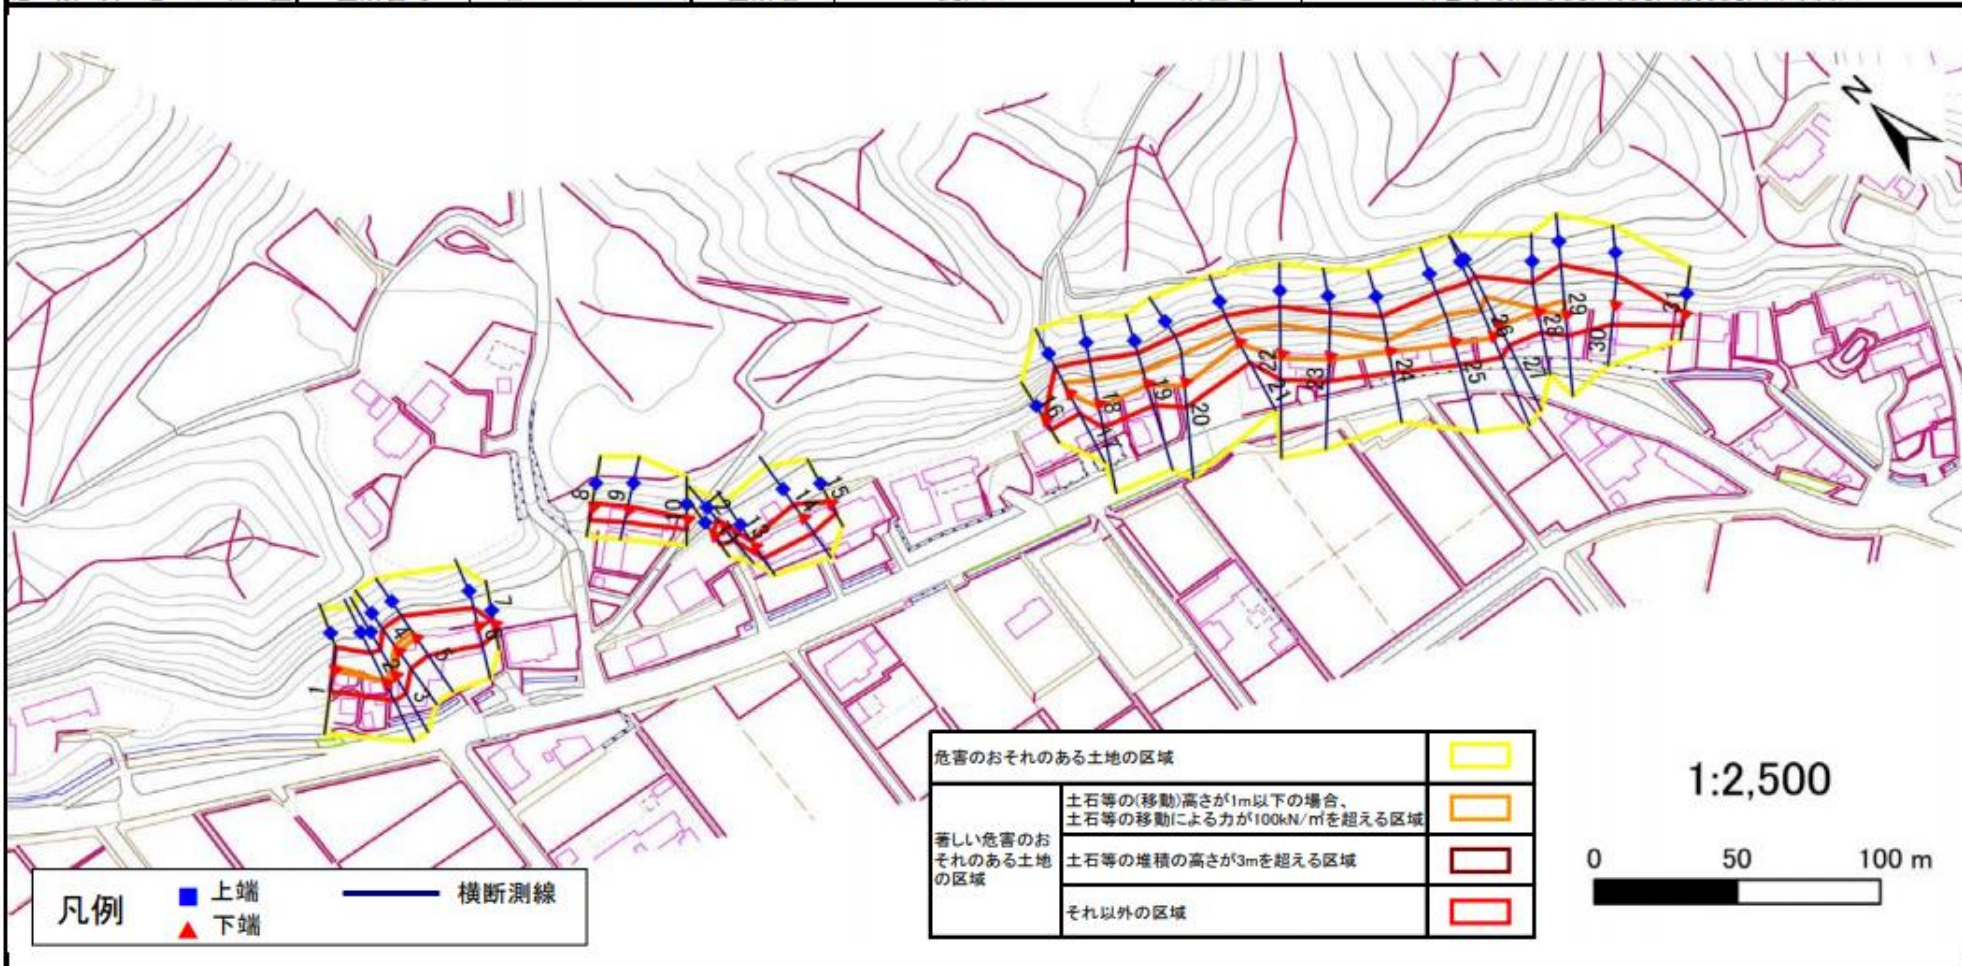 N
16
18
19
20
22
21
23
24
25
26
27
28
29
30
31
8
9
10
12
11
13
14
15
1
2
3
4
5
6
7
危害のおそれのある土地の区域
著しい危害のお
それのある土地
の区域
土石等の(移動)高さが1m以下の場合、
土石等の移動による力が100kN/㎡を超える区域
土石等の堆積の高さが3mを超える区域
それ以外の区域
1:2,500
0 50 100 m
凡例
上端
下端
横断測線